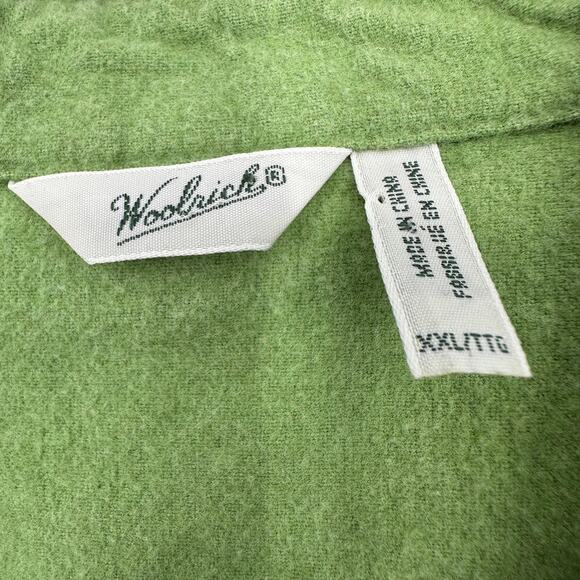 Woolrich®
MADE IN CHINA
FABRIQUÉ EN CHINE
XXL/TTG